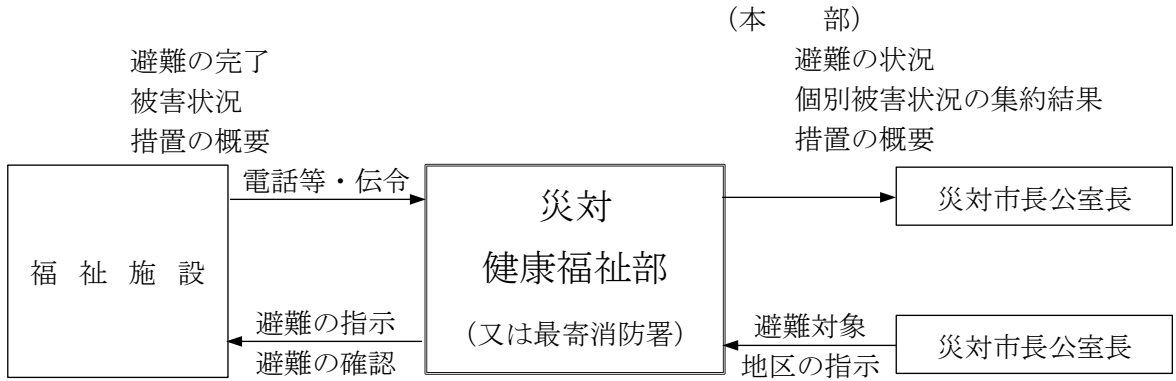 (本　　部)
避難の完了
被害状況
措置の概要
避難の状況
個別被害状況の集約結果
措置の概要
福　祉　施　設
電話等・伝令
避難の指示
避難の確認
災対
健康福祉部
(又は最寄消防署)
避難対象
地区の指示
災対市長公室長
災対市長公室長